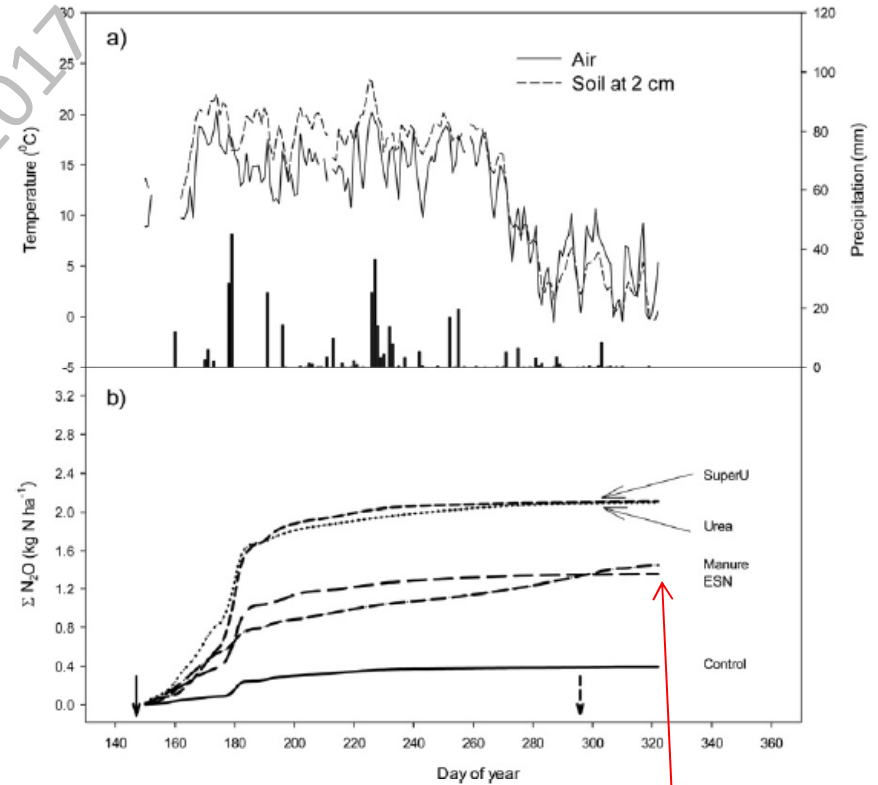 2017
a)
Air
Soil at 2 cm
Temperature (⁰C)
30
25
20
15
10
5
0
-5
Precipitation (mm)
120
100
80
60
40
20
0
b)
Σ N₂O (kg N ha⁻¹)
3.2
2.8
2.4
2.0
1.6
1.2
0.8
0.4
0.0
SuperU
Urea
Manure
ESN
Control
140 160 180 200 220 240 260 280 300 320 340 360
Day of year